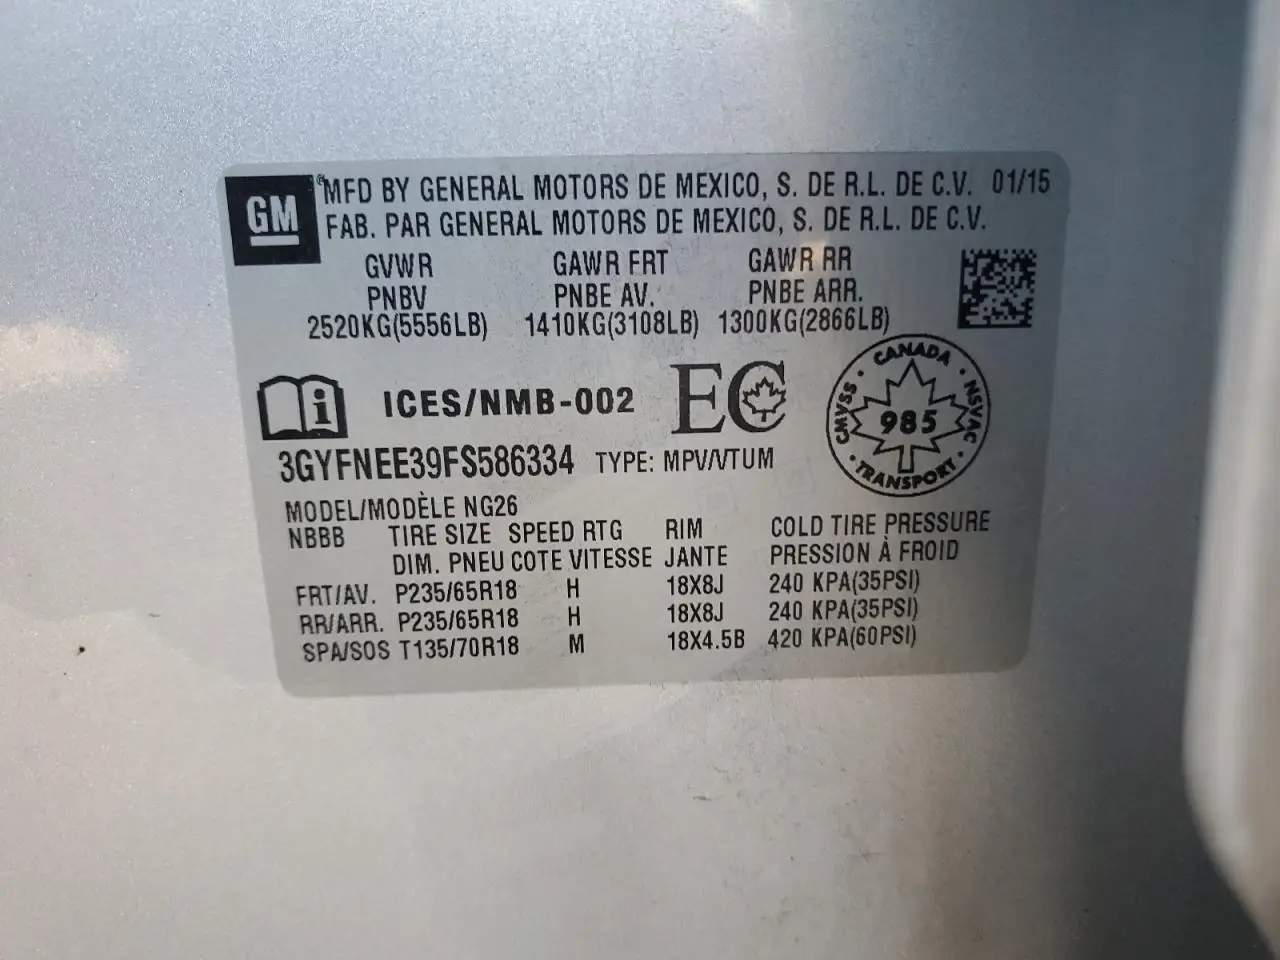 GM
®MFD BY GENERAL MOTORS DE MEXICO, S. DE R.L. DE C.V. 01/15
FAB. PAR GENERAL MOTORS DE MEXICO, S. DE R.L. DE C.V.
GVWR GAWR FRT GAWR RR
PNBV PNBE AV. PNBE ARR.
2520KG(5556LB) 1410KG(3108LB) 1300KG(2866LB)
i ICES/NMB-002 EC
CANADA
CMVSS 985 NSVAC
TRANSPORT
3GYFNEE39FS586334 TYPE: MPV/VTUM
MODEL/MODÈLE NG26
NBBB TIRE SIZE SPEED RTG RIM COLD TIRE PRESSURE
DIM. PNEU COTE VITESSE JANTE PRESSION À FROID
FRT/AV. P235/65R18 H 18X8J 240 KPA(35PSI)
RR/ARR. P235/65R18 H 18X8J 240 KPA(35PSI)
SPA/SOS T135/70R18 M 18X4.5B 420 KPA(60PSI)